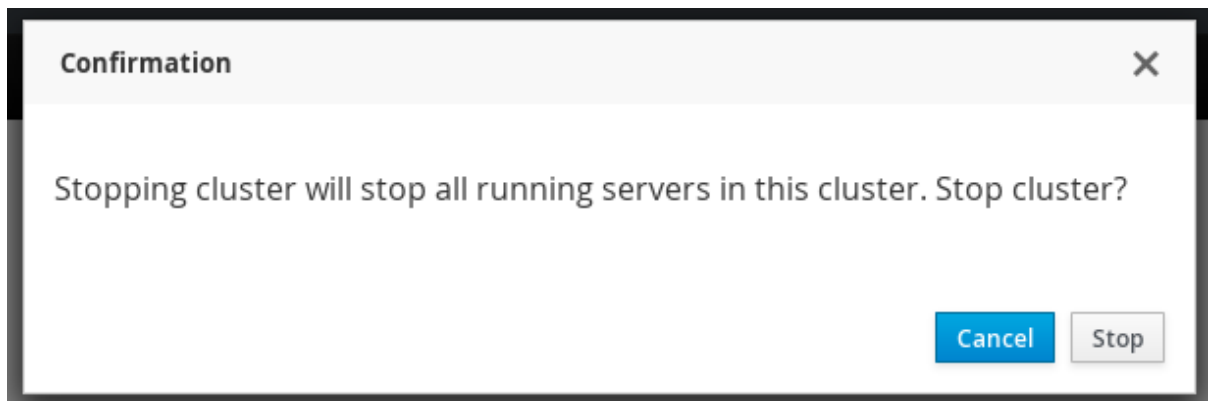 Confirmation
Stopping cluster will stop all running servers in this cluster. Stop cluster?
Cancel Stop